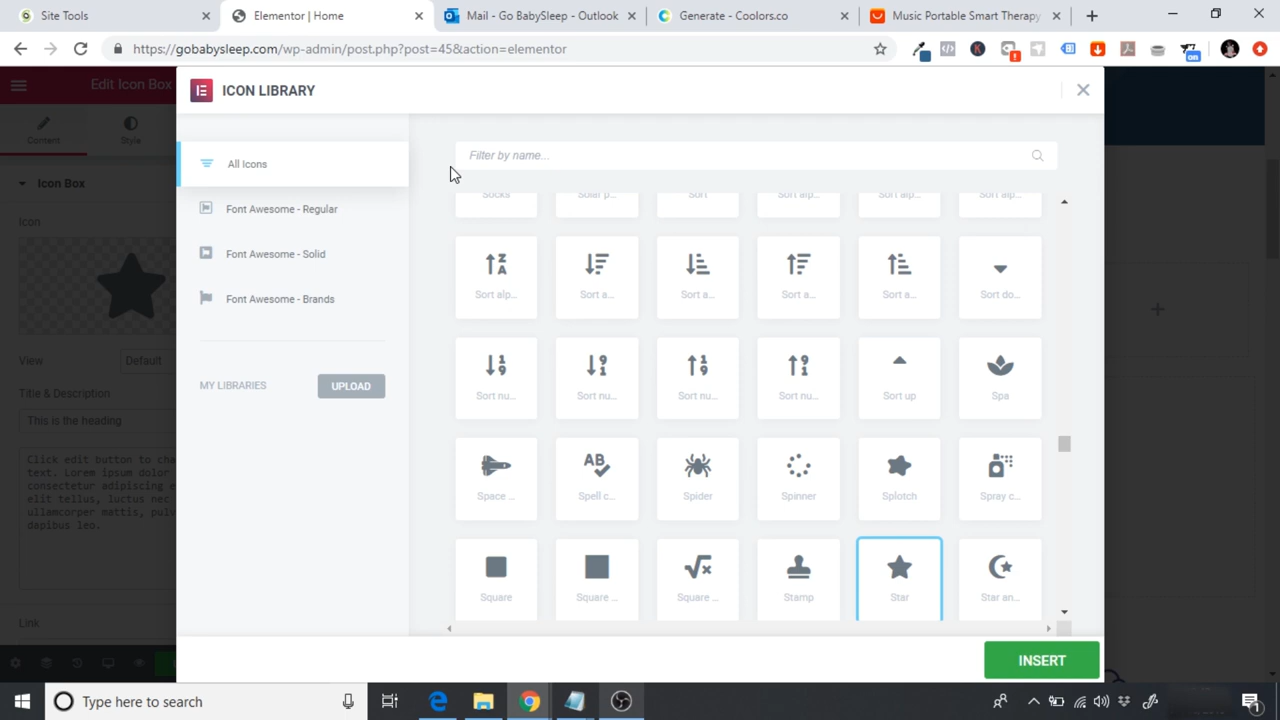 Site Tools
Elementor | Home
Mail - Go BabySleep - Outlook
Generate - Coolors.co
Music Portable Smart Therapy
https://gobabysleep.com/wp-admin/post.php?post=45&action=elementor
on
Edit Icon Box
Content
Style
Icon Box
Icon
View
Default
Title & Description
This is the heading
Click edit button to cha
text. Lorem ipsum dolor
consectetur adipiscing e
elit tellus, luctus nec
ullamcorper mattis, pulv
dapibus leo.
Link
ICON LIBRARY
All Icons
Font Awesome - Regular
Font Awesome - Solid
Font Awesome - Brands
MY LIBRARIES
UPLOAD
Filter by name...
Socks Solar p... Sort Sort alp... Sort alp... Sort alp...
Sort alp... Sort a... Sort a... Sort a... Sort a... Sort do...
Sort nu... Sort nu... Sort nu... Sort nu... Sort up Spa
Space ... Spell c... Spider Spinner Splotch Spray c...
Square Square ... Square ... Stamp Star Star an...
INSERT
Type here to search